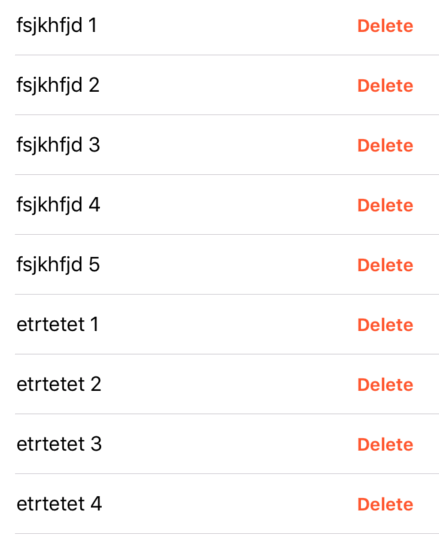 fsjkhfjd 1 Delete
fsjkhfjd 2 Delete
fsjkhfjd 3 Delete
fsjkhfjd 4 Delete
fsjkhfjd 5 Delete
etrtetet 1 Delete
etrtetet 2 Delete
etrtetet 3 Delete
etrtetet 4 Delete